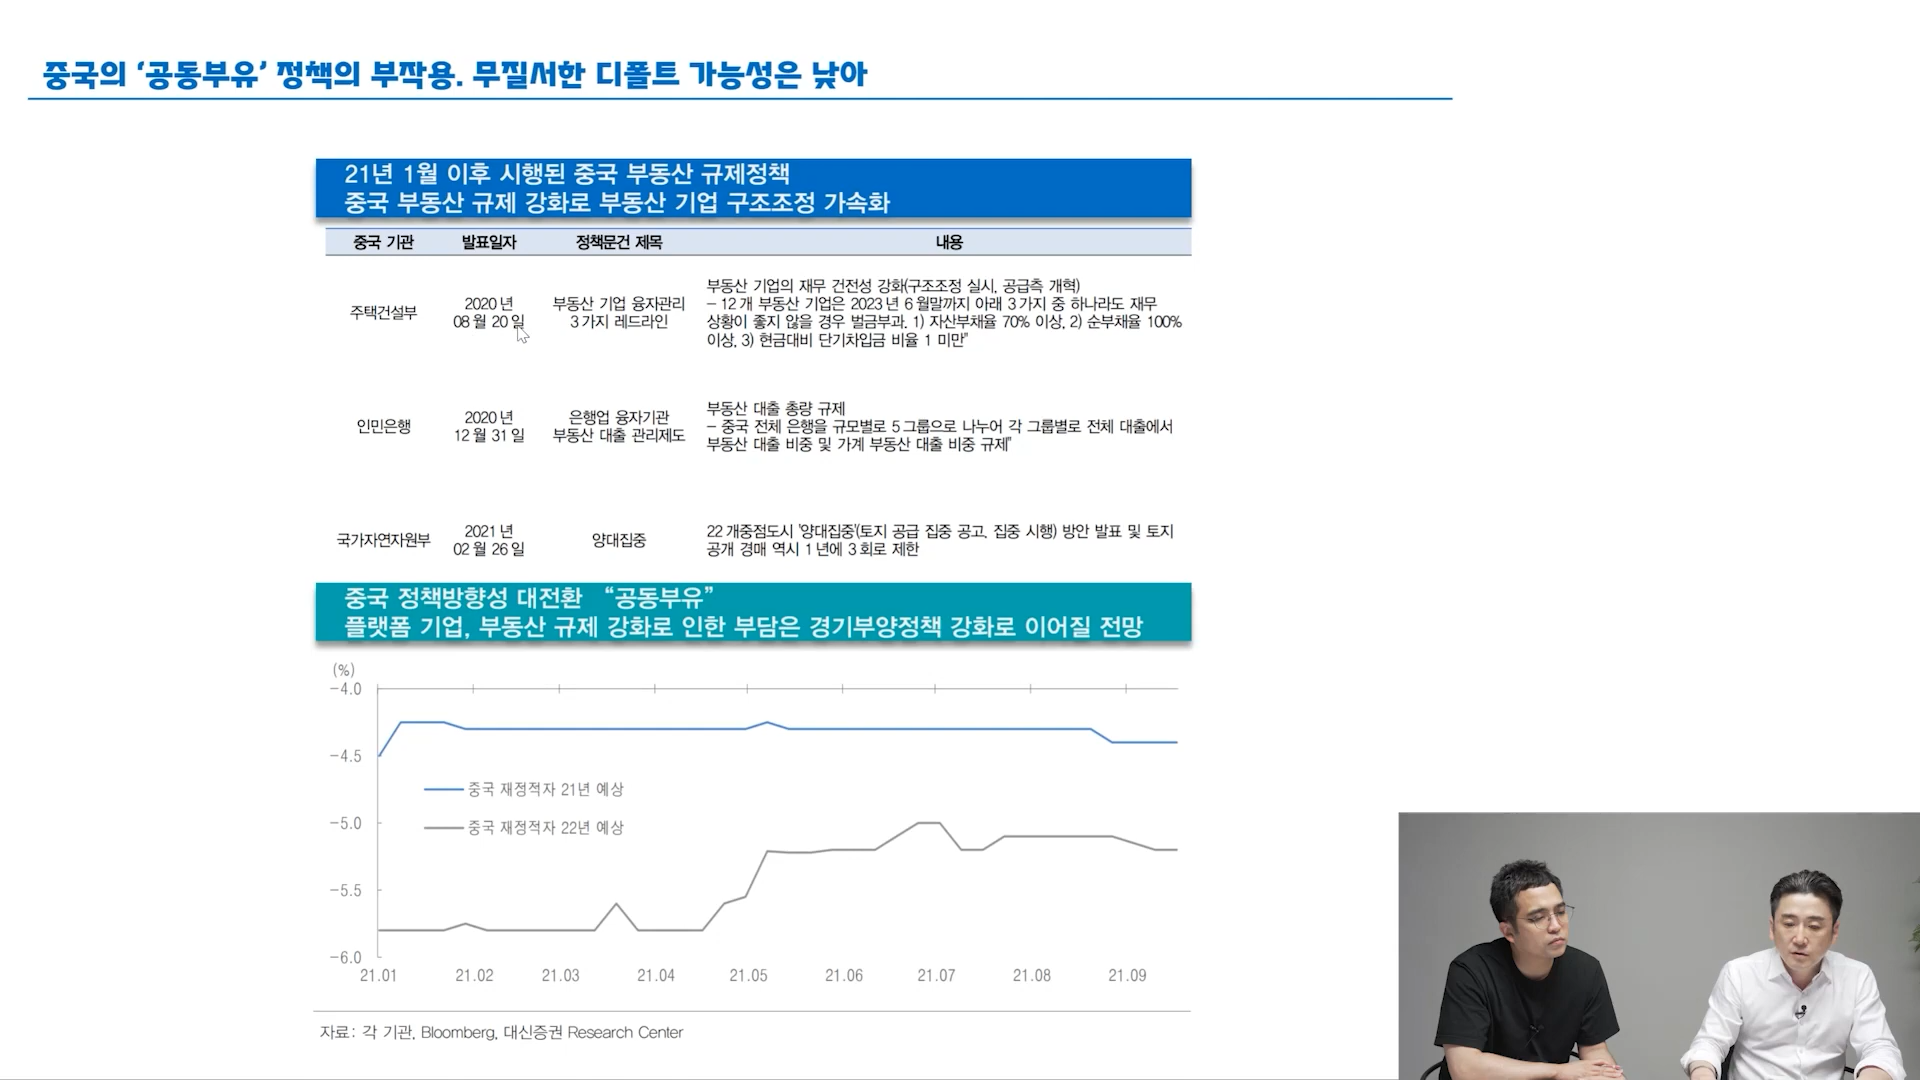 중국의 ‘공동부유’ 정책의 부작용. 무질서한 디폴트 가능성은 낮아
21년 1월 이후 시행된 중국 부동산 규제정책
중국 부동산 규제 강화로 부동산 기업 구조조정 가속화
중국 기관 발표일자 정책문건 제목 내용
주택건설부
2020년
08월 20일
부동산 기업 융자관리
3가지 레드라인
부동산 기업의 재무 건전성 강화(구조조정 실시, 공급측 개혁)
– 12개 부동산 기업은 2023년 6월말까지 아래 3가지 중 하나라도 재무
상황이 좋지 않을 경우 벌금부과. 1) 자산부채율 70% 이상, 2) 순부채율 100%
이상, 3) 현금대비 단기차입금 비율 1 미만"
인민은행
2020년
12월 31일
은행업 융자기관
부동산 대출 관리제도
부동산 대출 총량 규제
– 중국 전체 은행을 규모별로 5그룹으로 나누어 각 그룹별로 전체 대출에서
부동산 대출 비중 및 가계 부동산 대출 비중 규제"
국가자연자원부
2021년
02월 26일
양대집중
22개중점도시 '양대집중'(토지 공급 집중 공고, 집중 시행) 방안 발표 및 토지
공개 경매 역시 1년에 3회로 제한
중국 정책방향성 대전환 “공동부유”
플랫폼 기업, 부동산 규제 강화로 인한 부담은 경기부양정책 강화로 이어질 전망
(%)
-4.0
-4.5
-5.0
-5.5
-6.0
중국 재정적자 21년 예상
중국 재정적자 22년 예상
21.01 21.02 21.03 21.04 21.05 21.06 21.07 21.08 21.09
자료: 각 기관, Bloomberg, 대신증권 Research Center